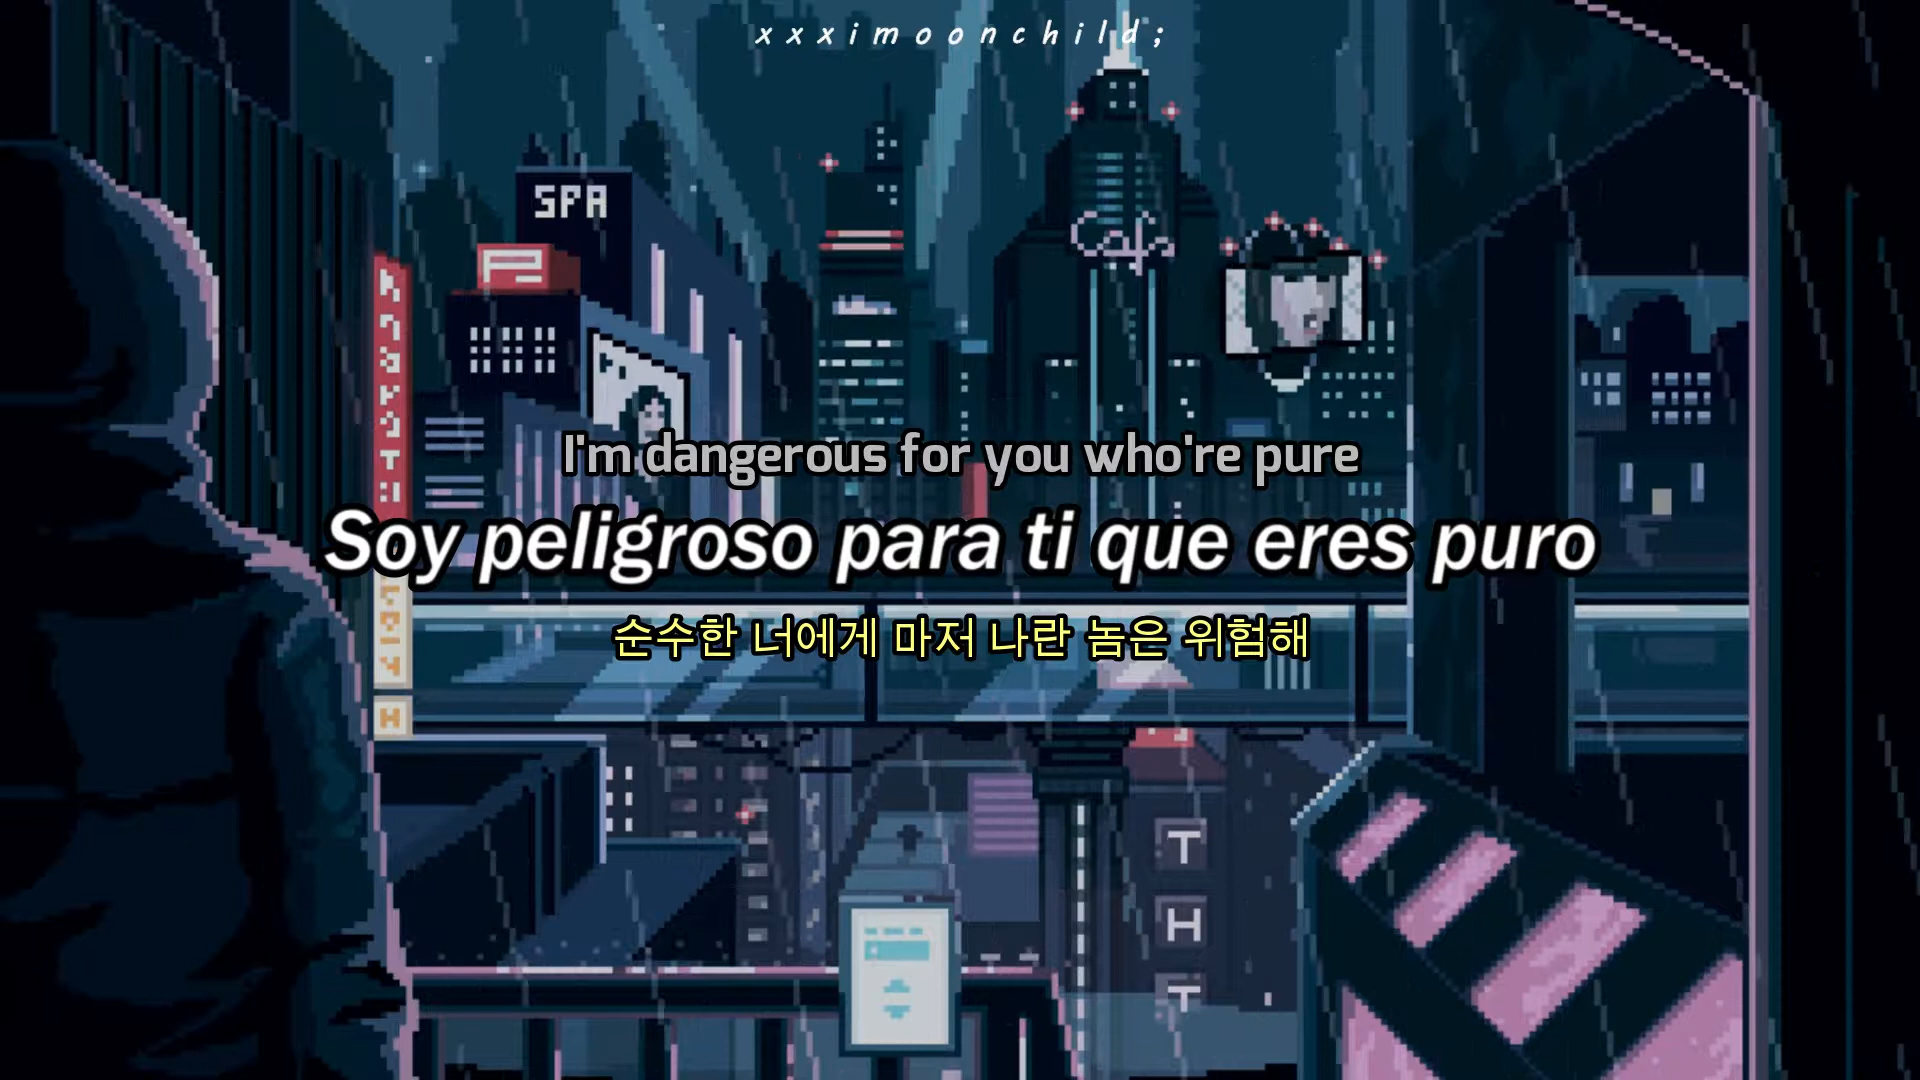 xxximoonchild;
SPA
Cafe
I'm dangerous for you who're pure
Soy peligroso para ti que eres puro
순수한 너에게 마저 나란 놈은 위험해
T
H
T